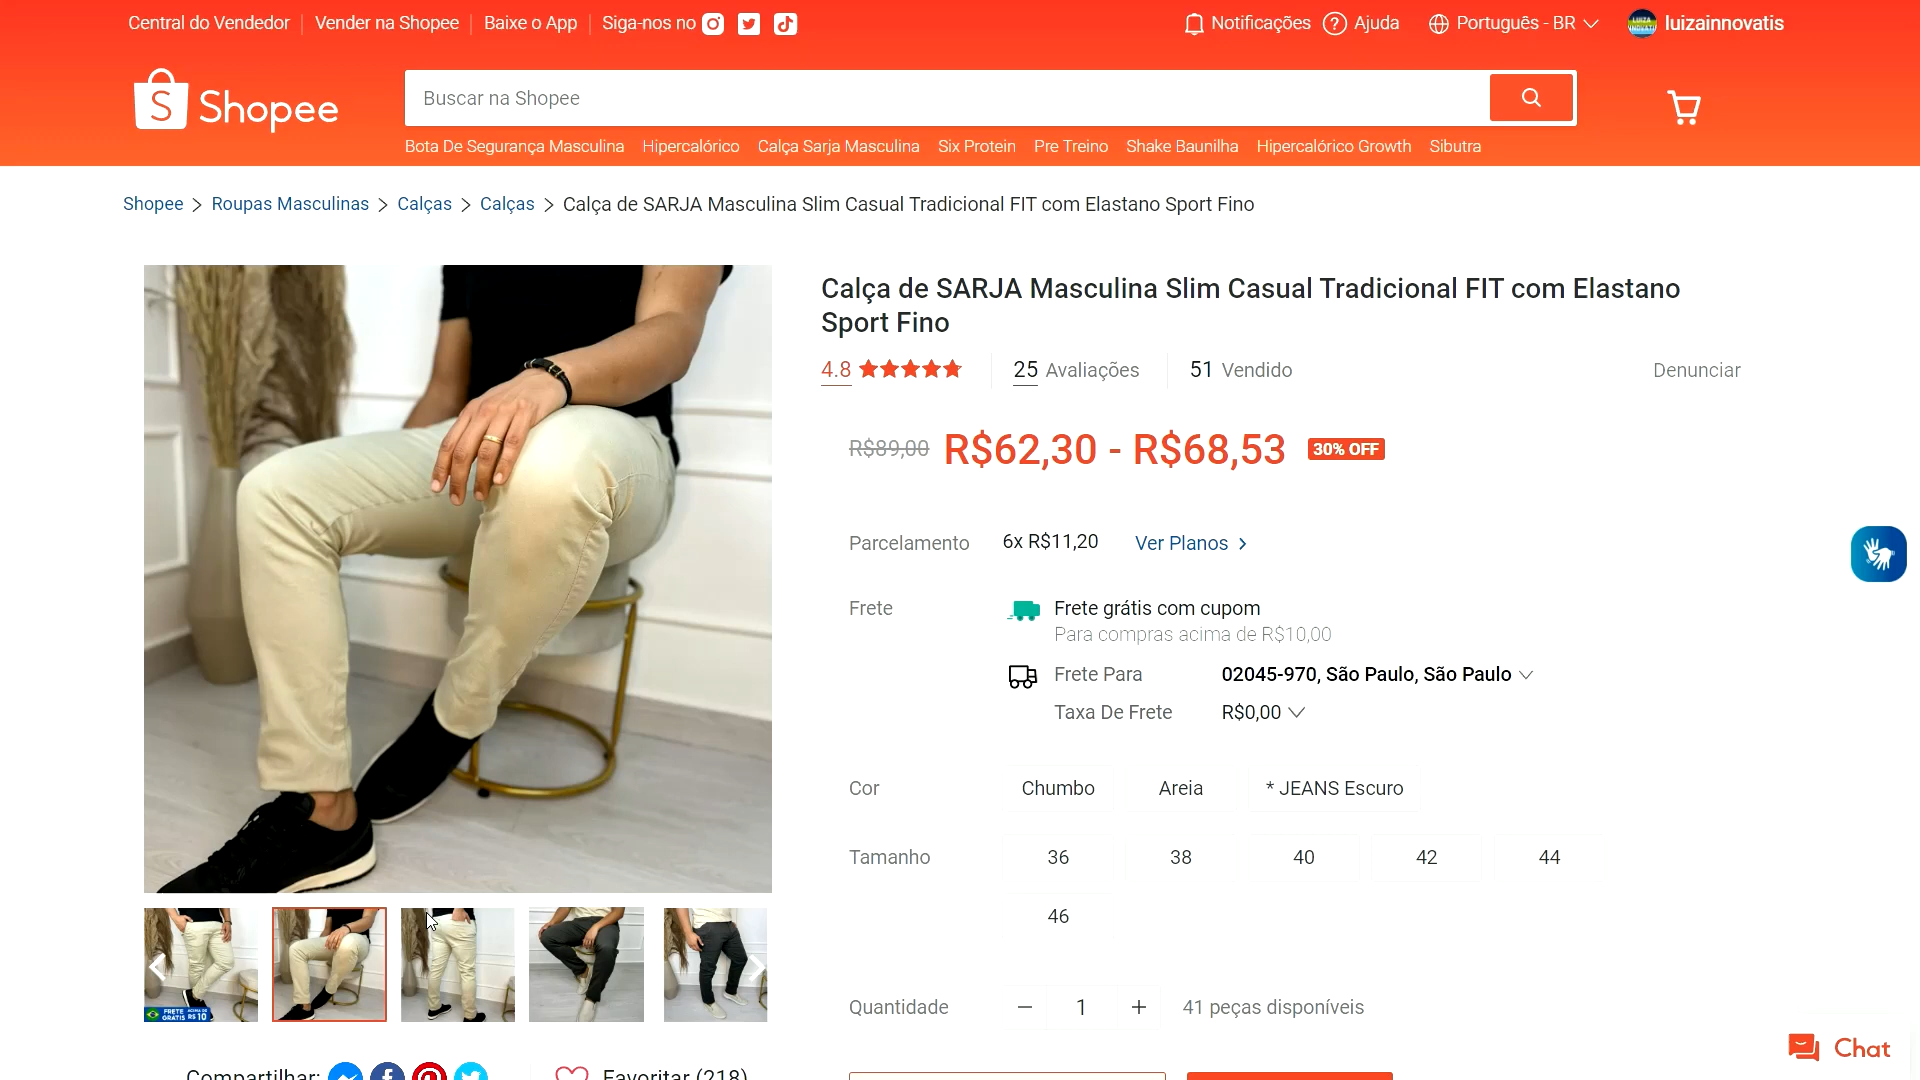 Central do Vendedor | Vender na Shopee | Baixe o App | Siga-nos no
Notificações Ajuda Português - BR luizainnovatis
Shopee
Buscar na Shopee
Bota De Segurança Masculina Hipercalórico Calça Sarja Masculina Six Protein Pre Treino Shake Baunilha Hipercalórico Growth Sibutra
Shopee > Roupas Masculinas > Calças > Calças > Calça de SARJA Masculina Slim Casual Tradicional FIT com Elastano Sport Fino
Calça de SARJA Masculina Slim Casual Tradicional FIT com Elastano
Sport Fino
4.8 25 Avaliações 51 Vendido Denunciar
R$89,00 R$62,30 - R$68,53 30% OFF
Parcelamento 6x R$11,20 Ver Planos >
Frete Frete grátis com cupom
Para compras acima de R$10,00
Frete Para 02045-970, São Paulo, São Paulo
Taxa De Frete R$0,00
Cor Chumbo Areia * JEANS Escuro
Tamanho 36 38 40 42 44
46
Quantidade − 1 + 41 peças disponíveis
FRETE GRÁTIS R$ 10
Chat
Compartilhar: Favoritar (218)